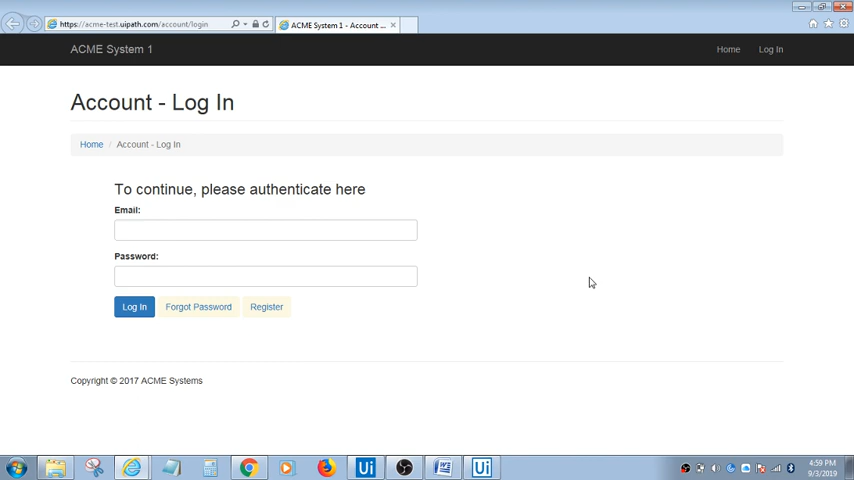 https://acme-test.uipath.com/account/login
ACME System 1 - Account ...
ACME System 1
Home
Log In
Account - Log In
Home / Account - Log In
To continue, please authenticate here
Email:
Password:
Log In
Forgot Password
Register
Copyright © 2017 ACME Systems
Ui
Ui
4:59 PM
9/3/2019